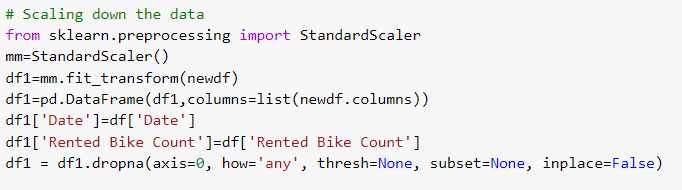 # Scaling down the data
from sklearn.preprocessing import StandardScaler
mm=StandardScaler()
df1=mm.fit_transform(newdf)
df1=pd.DataFrame(df1,columns=list(newdf.columns))
df1['Date']=df['Date']
df1['Rented Bike Count']=df['Rented Bike Count']
df1 = df1.dropna(axis=0, how='any', thresh=None, subset=None, inplace=False)